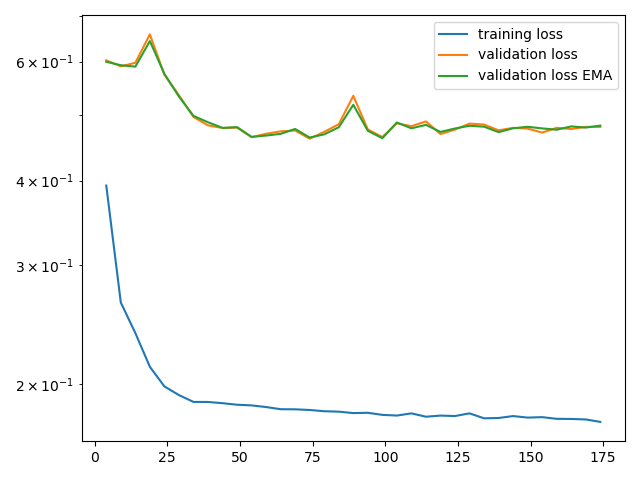 training loss
validation loss
validation loss EMA
6 × 10⁻¹
4 × 10⁻¹
3 × 10⁻¹
2 × 10⁻¹
0 25 50 75 100 125 150 175